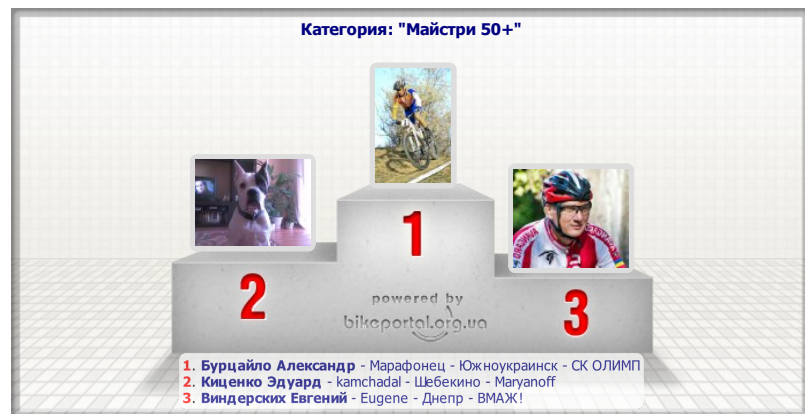 Категория: "Майстри 50+"
1
2
3
powered by
bikeportal.org.ua
1. Бурцайло Александр - Марафонец - Южноукраинск - СК ОЛИМП
2. Киценко Эдуард - kamchadal - Шебекино - Maryanoff
3. Виндерских Евгений - Eugene - Днепр - ВМАЖ!